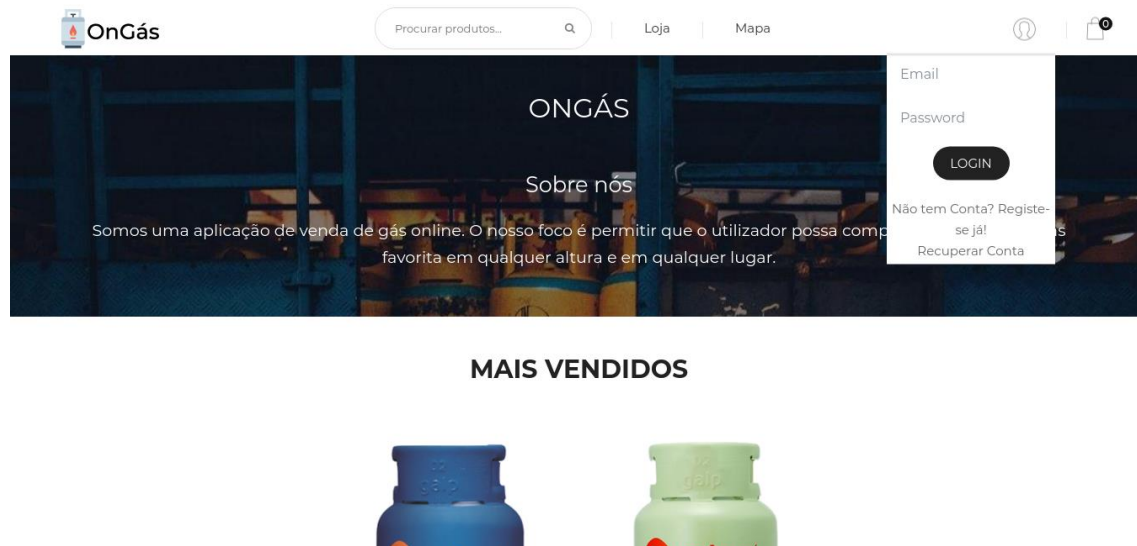 OnGás
Procurar produtos...
Loja
Mapa
0
Email
Password
LOGIN
Não tem Conta? Registe-
se já!
Recuperar Conta
ONGÁS
Sobre nós
Somos uma aplicação de venda de gás online. O nosso foco é permitir que o utilizador possa comp
favorita em qualquer altura e em qualquer lugar.
MAIS VENDIDOS
galp
galp